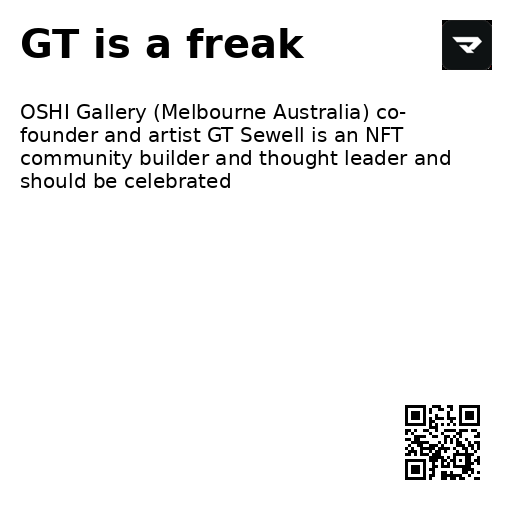 GT is a freak
OSHI Gallery (Melbourne Australia) co-
founder and artist GT Sewell is an NFT
community builder and thought leader and
should be celebrated